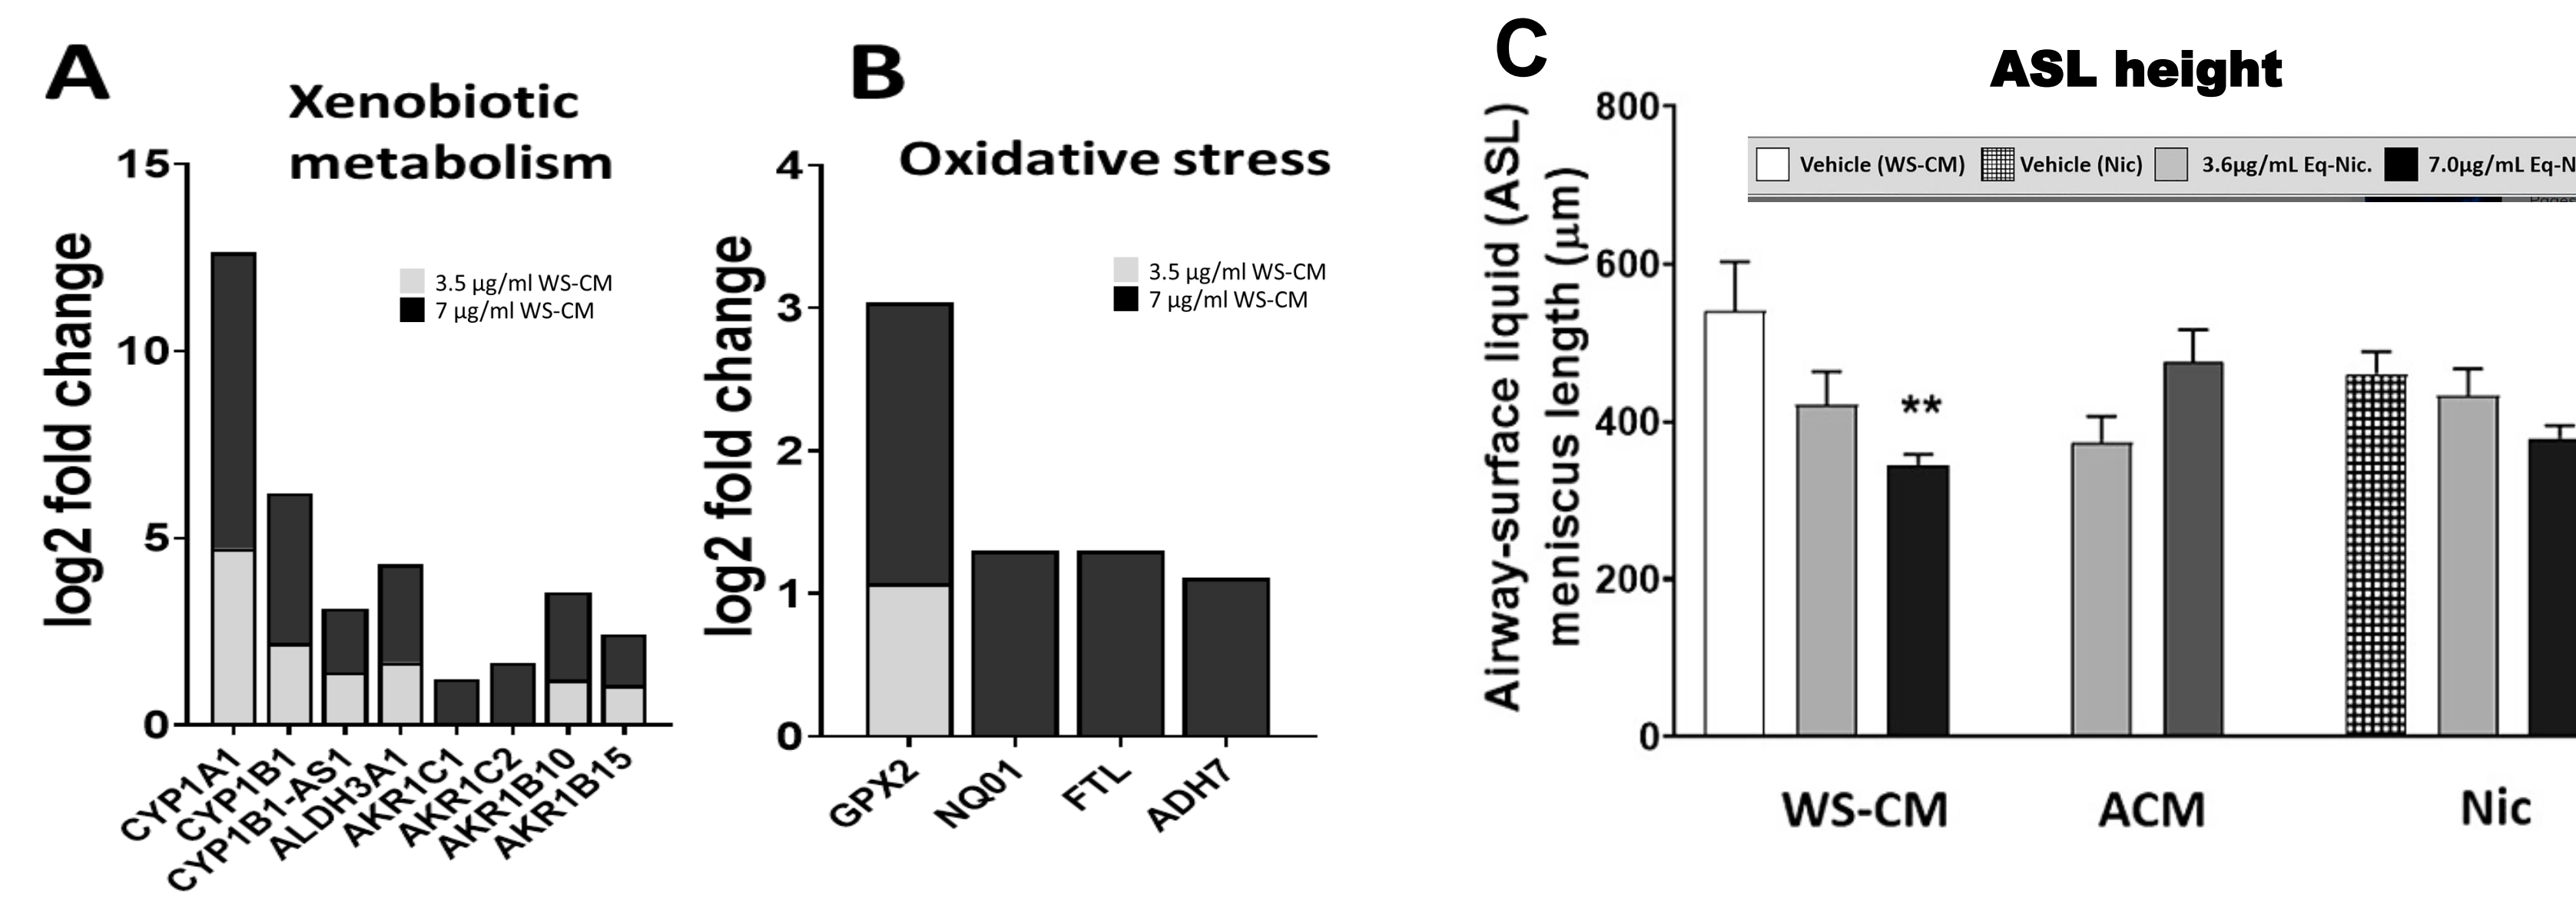 A
Xenobiotic
metabolism
15
10
5
0
log2 fold change
3.5 µg/ml WS-CM
7 µg/ml WS-CM
CYP1A1
CYP1B1
CYP1B1-AS1
ALDH3A1
AKR1C1
AKR1C2
AKR1B10
AKR1B15
B
Oxidative stress
4
3
2
1
0
log2 fold change
3.5 µg/ml WS-CM
7 µg/ml WS-CM
GPX2
NQ01
FTL
ADH7
C
ASL height
Airway-surface liquid (ASL)
meniscus length (µm)
800
600
400
200
0
Vehicle (WS-CM) Vehicle (Nic) 3.6µg/mL Eq-Nic. 7.0µg/mL Eq-N
**
WS-CM
ACM
Nic